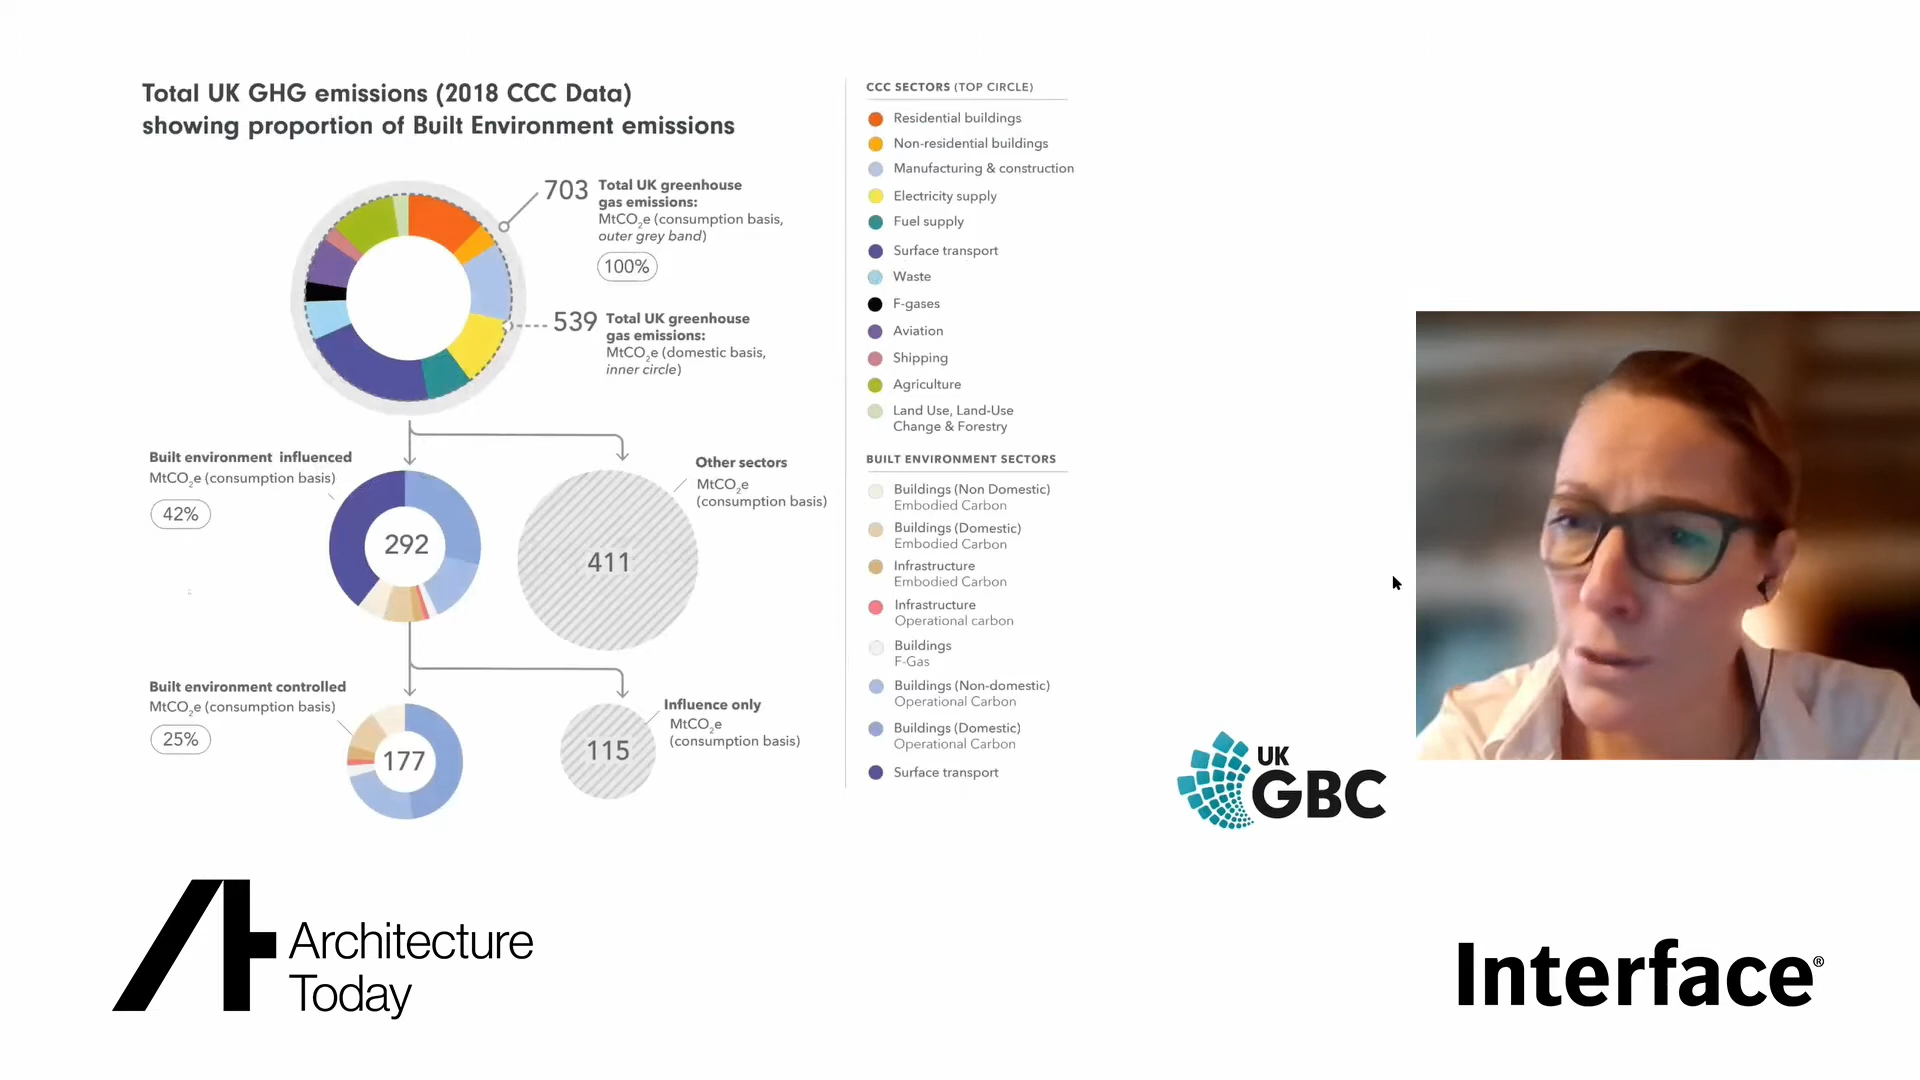 Total UK GHG emissions (2018 CCC Data)
showing proportion of Built Environment emissions
703
Total UK greenhouse
gas emissions:
MtCO2e (consumption basis,
outer grey band)
100%
539
Total UK greenhouse
gas emissions:
MtCO2e (domestic basis,
inner circle)
Built environment influenced
MtCO2e (consumption basis)
42%
292
Other sectors
MtCO2e
(consumption basis)
411
Built environment controlled
MtCO2e (consumption basis)
25%
177
Influence only
MtCO2e
(consumption basis)
115
CCC SECTORS (TOP CIRCLE)
Residential buildings
Non-residential buildings
Manufacturing & construction
Electricity supply
Fuel supply
Surface transport
Waste
F-gases
Aviation
Shipping
Agriculture
Land Use, Land-Use
Change & Forestry
BUILT ENVIRONMENT SECTORS
Buildings (Non Domestic)
Embodied Carbon
Buildings (Domestic)
Embodied Carbon
Infrastructure
Embodied Carbon
Infrastructure
Operational carbon
Buildings
F-Gas
Buildings (Non-domestic)
Operational Carbon
Buildings (Domestic)
Operational Carbon
Surface transport
UK
GBC
Architecture
Today
Interface®